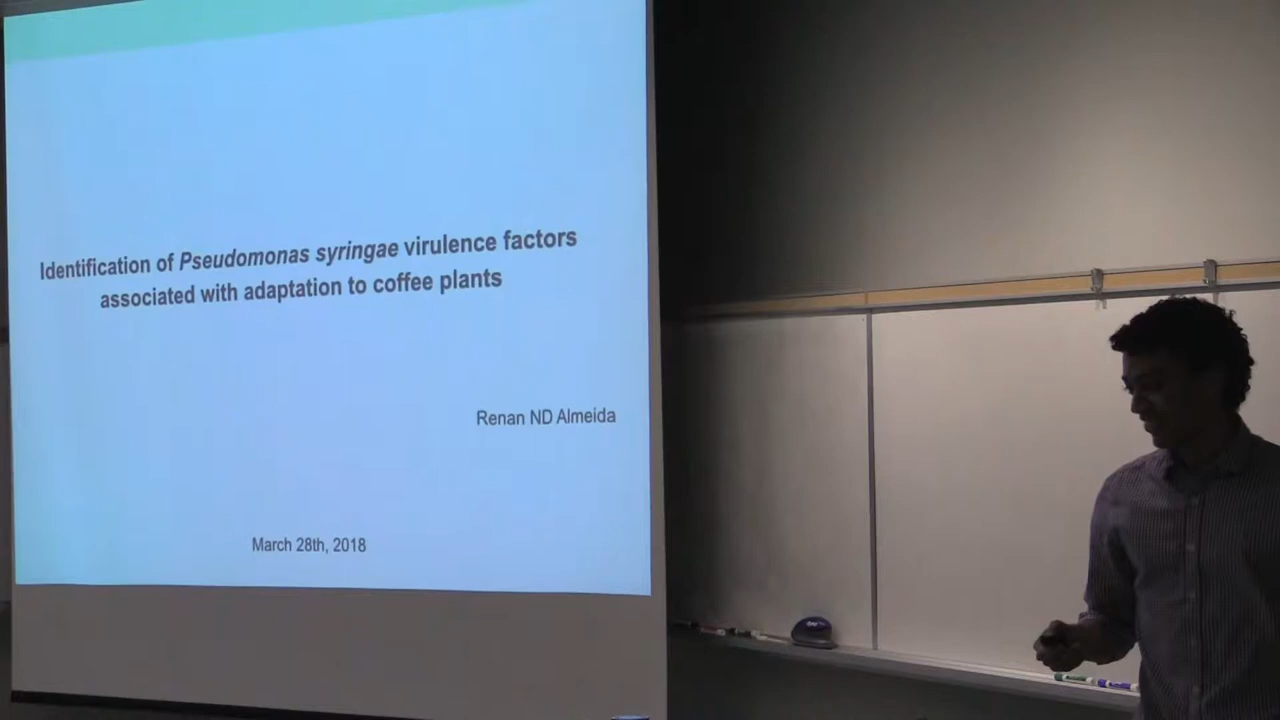 Identification of Pseudomonas syringae virulence factors
associated with adaptation to coffee plants
Renan ND Almeida
March 28th, 2018